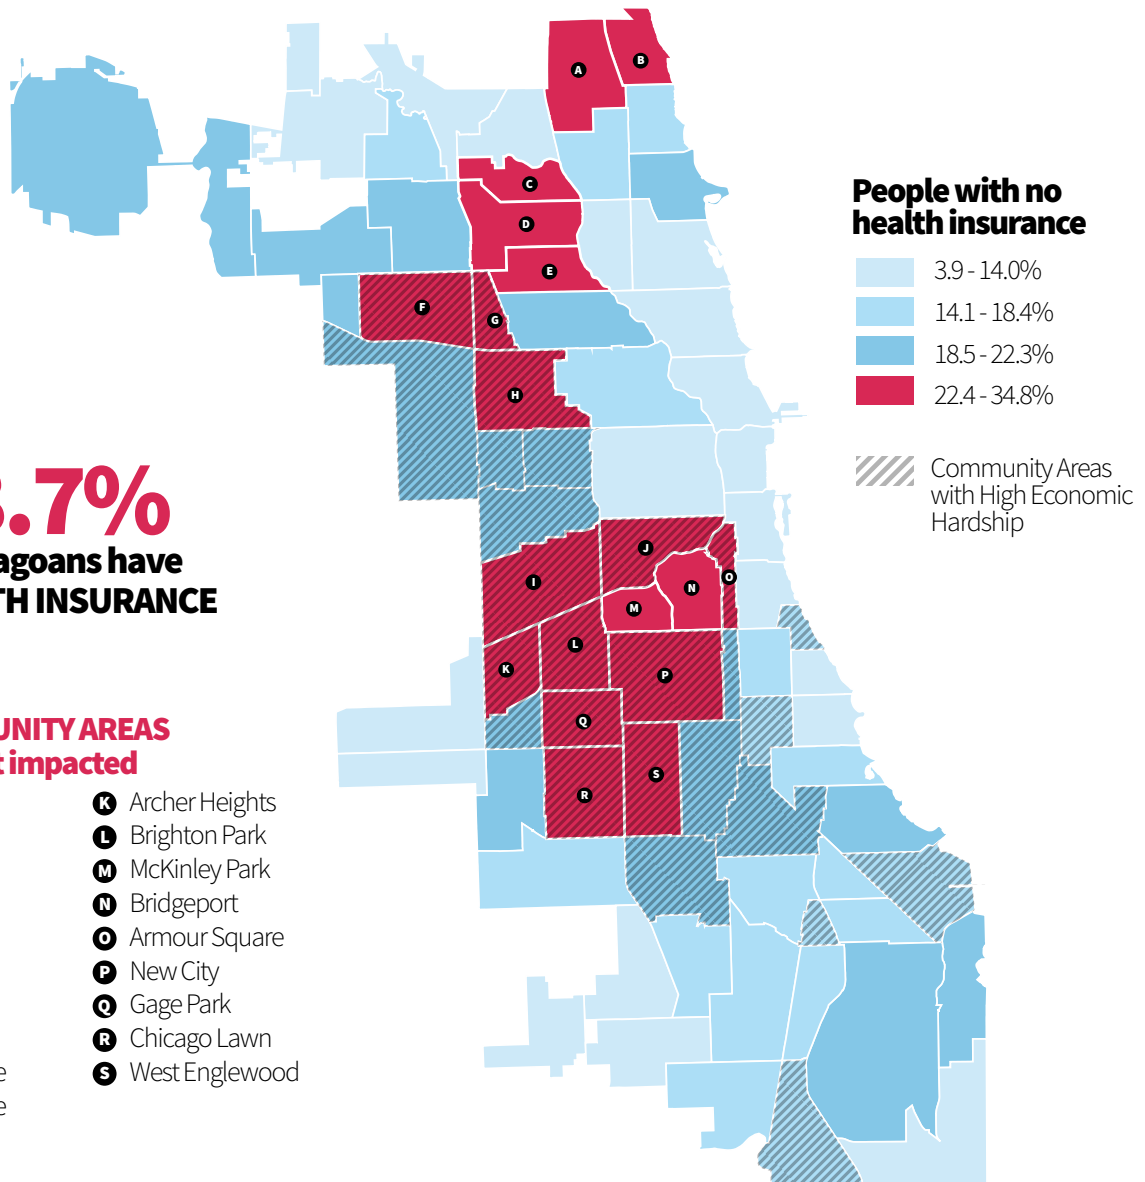 A
B
C
D
E
F
G
H
I
J
K
L
M
N
O
P
Q
R
S
People with no
health insurance
3.9 - 14.0%
14.1 - 18.4%
18.5 - 22.3%
22.4 - 34.8%
Community Areas
with High Economic
Hardship
.7%
agoans have
TH INSURANCE
UNITY AREAS
t impacted
K Archer Heights
L Brighton Park
M McKinley Park
N Bridgeport
O Armour Square
P New City
Q Gage Park
R Chicago Lawn
S West Englewood
e
e